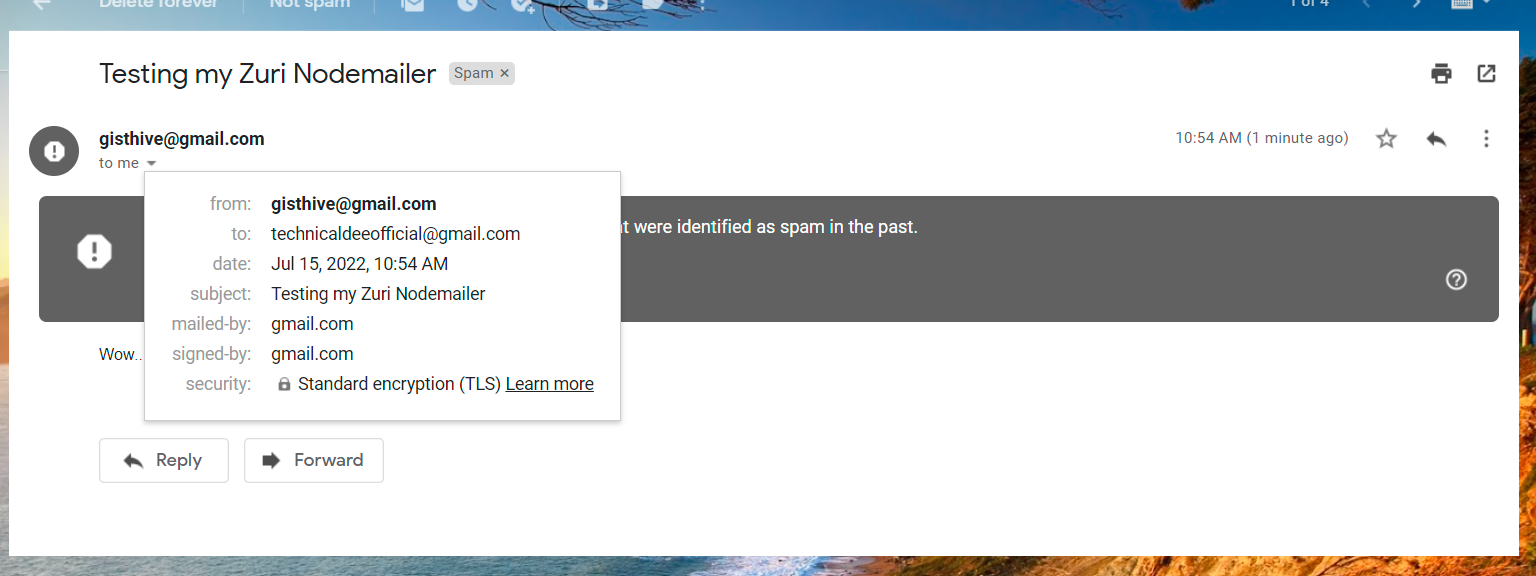 Delete forever Not spam 1 of 4
Testing my Zuri Nodemailer Spam ×
gisthive@gmail.com 10:54 AM (1 minute ago)
to me
from: gisthive@gmail.com
were identified as spam in the past.
to: technicaldeeofficial@gmail.com
date: Jul 15, 2022, 10:54 AM
subject: Testing my Zuri Nodemailer
mailed-by: gmail.com
Wow..
signed-by: gmail.com
security: Standard encryption (TLS) Learn more
Reply Forward